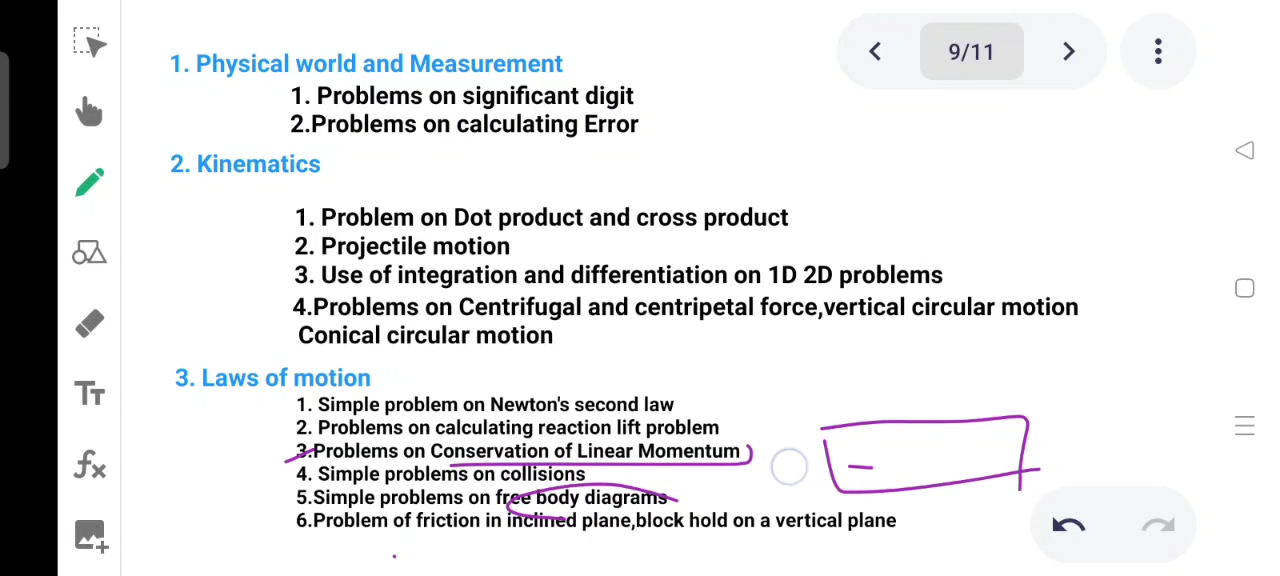 9/11
1. Physical world and Measurement
1. Problems on significant digit
2.Problems on calculating Error
2. Kinematics
1. Problem on Dot product and cross product
2. Projectile motion
3. Use of integration and differentiation on 1D 2D problems
4.Problems on Centrifugal and centripetal force,vertical circular motion
Conical circular motion
3. Laws of motion
1. Simple problem on Newton's second law
2. Problems on calculating reaction lift problem
3.Problems on Conservation of Linear Momentum
4. Simple problems on collisions
5.Simple problems on free body diagrams
6.Problem of friction in inclined plane,block hold on a vertical plane
TT
fx